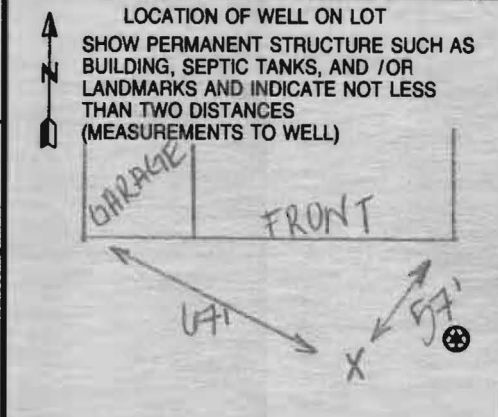 LOCATION OF WELL ON LOT
SHOW PERMANENT STRUCTURE SUCH AS
N BUILDING, SEPTIC TANKS, AND /OR
LANDMARKS AND INDICATE NOT LESS
THAN TWO DISTANCES
(MEASUREMENTS TO WELL)
GARAGE
FRONT
67'
57'
X